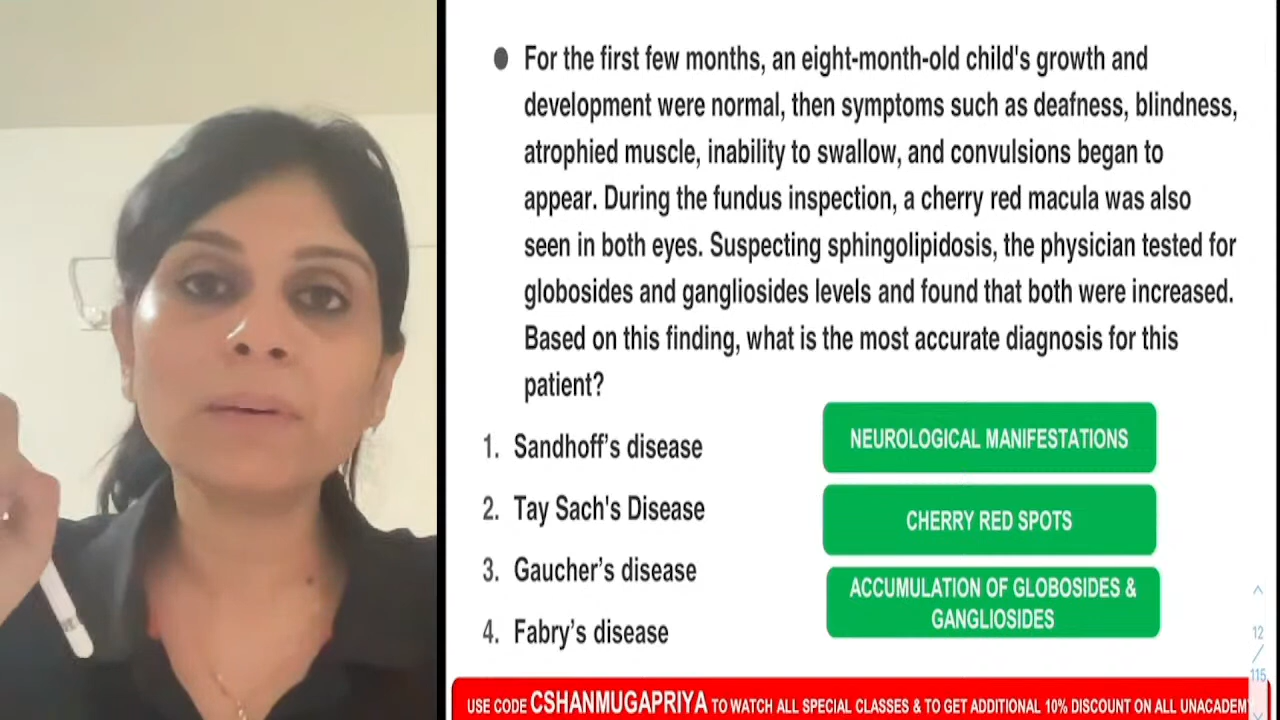 For the first few months, an eight-month-old child's growth and
development were normal, then symptoms such as deafness, blindness,
atrophied muscle, inability to swallow, and convulsions began to
appear. During the fundus inspection, a cherry red macula was also
seen in both eyes. Suspecting sphingolipidosis, the physician tested for
globosides and gangliosides levels and found that both were increased.
Based on this finding, what is the most accurate diagnosis for this
patient?
1. Sandhoff’s disease
2. Tay Sach's Disease
3. Gaucher’s disease
4. Fabry’s disease
NEUROLOGICAL MANIFESTATIONS
CHERRY RED SPOTS
ACCUMULATION OF GLOBOSIDES &
GANGLIOSIDES
12
/
115
USE CODE CSHANMUGAPRIYA TO WATCH ALL SPECIAL CLASSES & TO GET ADDITIONAL 10% DISCOUNT ON ALL